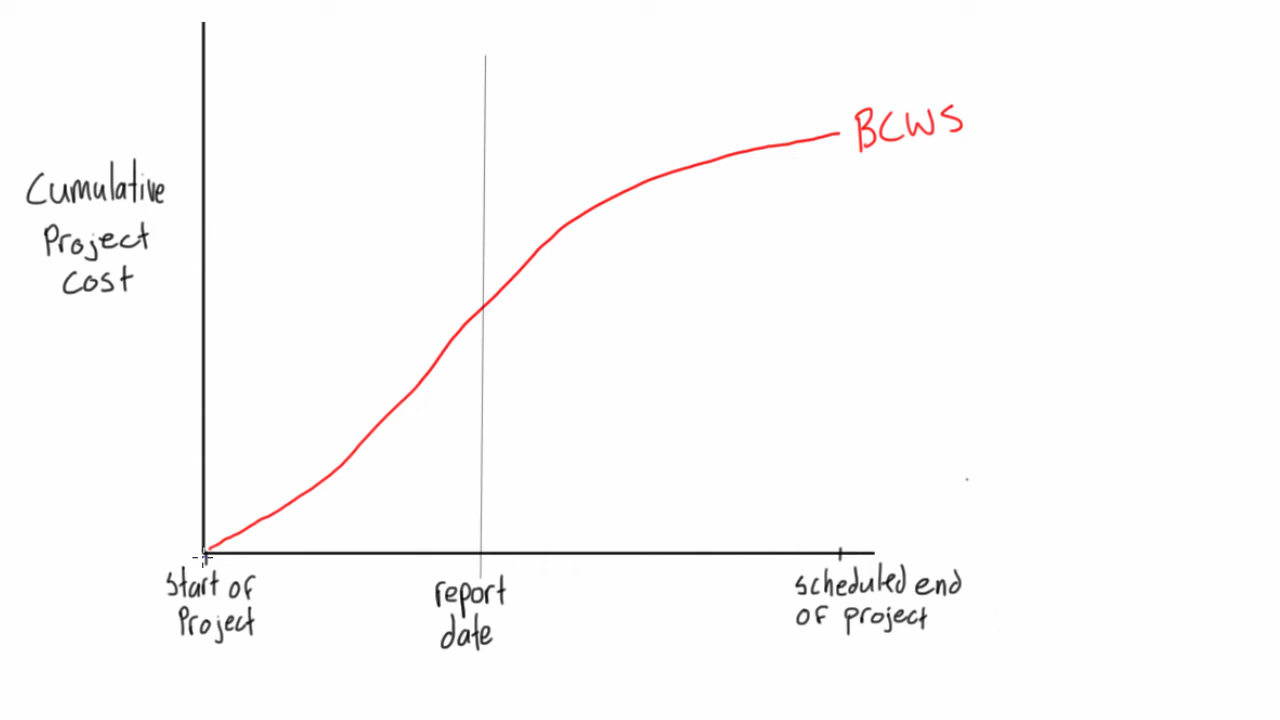 BCWS
Cumulative
Project
Cost
start of
Project
report
date
scheduled end
of project